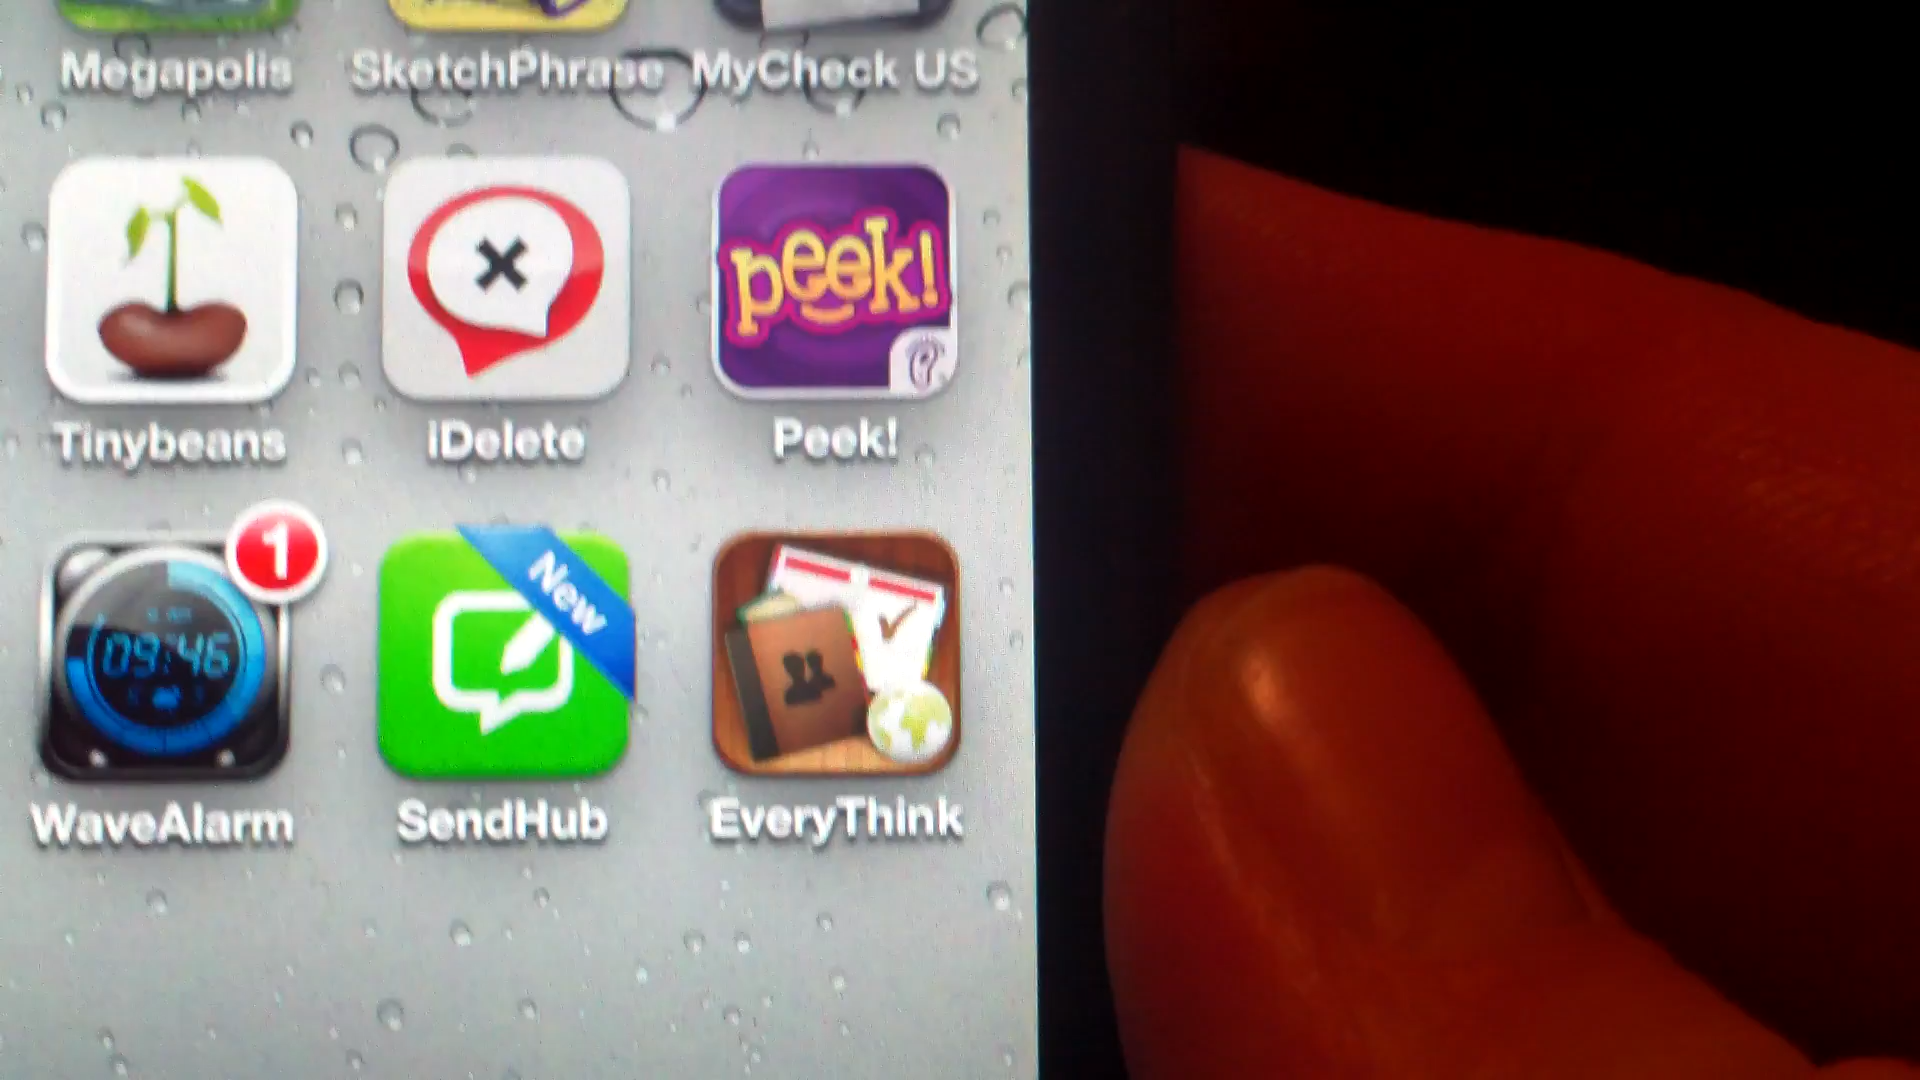 Megapolis SketchPhrase MyCheck US
peek!
Tinybeans iDelete Peek!
1
New
09:46
WaveAlarm SendHub EveryThink